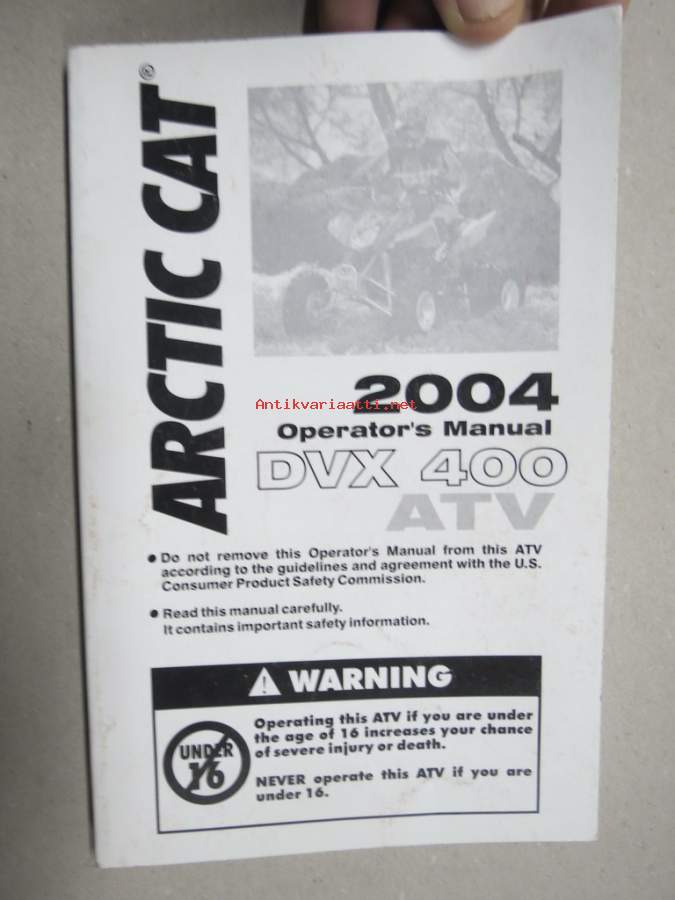 ARCTIC CAT®
2004
Antikvariaatti.net
Operator's Manual
DVX 400
ATV
● Do not remove this Operator's Manual from this ATV
according to the guidelines and agreement with the U.S.
Consumer Product Safety Commission.
● Read this manual carefully.
It contains important safety information.
WARNING
UNDER
16
Operating this ATV if you are under
the age of 16 increases your chance
of severe injury or death.
NEVER operate this ATV if you are
under 16.